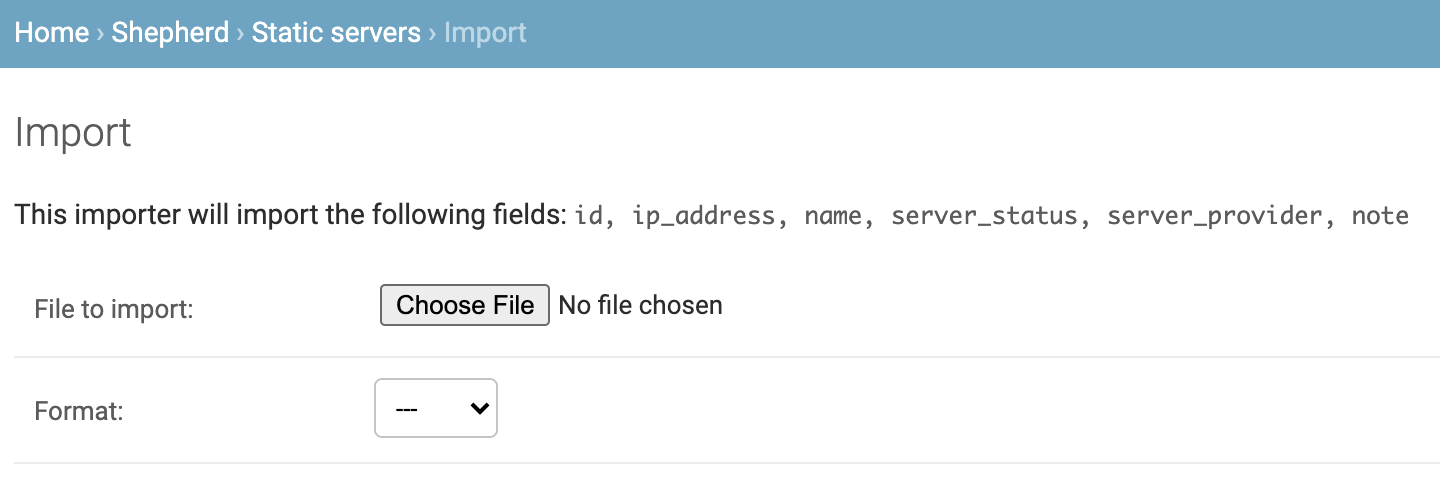 Home › Shepherd › Static servers › Import
Import
This importer will import the following fields: id, ip_address, name, server_status, server_provider, note
File to import: Choose File No file chosen
Format: ---